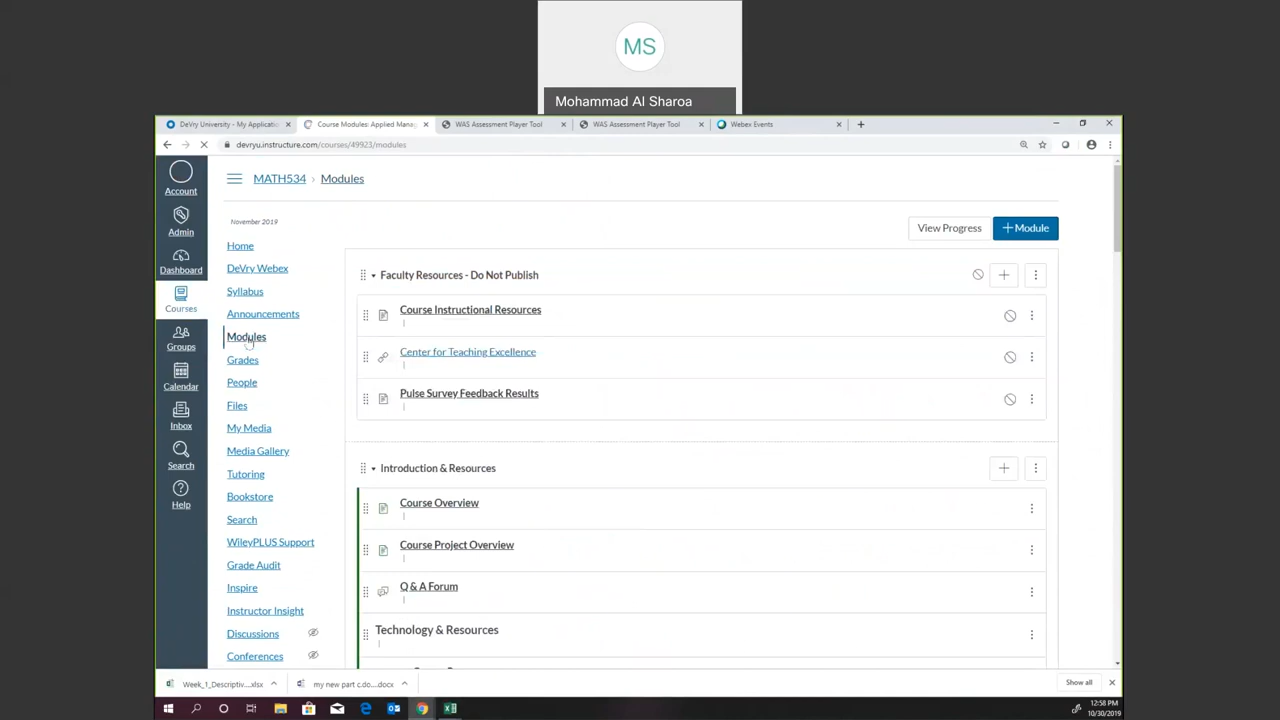 MS
Mohammad Al Sharoa
DeVry University - My Applicatio
Course Modules: Applied Manag
WAS Assessment Player Tool
WAS Assessment Player Tool
Webex Events
devryu.instructure.com/courses/49923/modules
MATH534 › Modules
November 2019
View Progress
+ Module
Account
Admin
Dashboard
Courses
Groups
Calendar
Inbox
Search
Help
Home
DeVry Webex
Syllabus
Announcements
Modules
Grades
People
Files
My Media
Media Gallery
Tutoring
Bookstore
Search
WileyPLUS Support
Grade Audit
Inspire
Instructor Insight
Discussions
Conferences
Faculty Resources - Do Not Publish
Course Instructional Resources
Center for Teaching Excellence
Pulse Survey Feedback Results
Introduction & Resources
Course Overview
Course Project Overview
Q & A Forum
Technology & Resources
Week_1_Descriptiv....xlsx
my new part c.do....docx
Show all
12:58 PM
10/30/2019